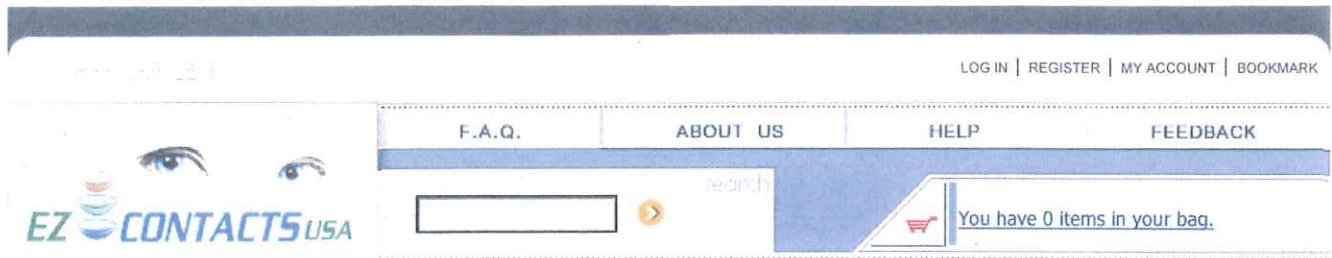 LOG IN | REGISTER | MY ACCOUNT | BOOKMARK
F.A.Q. ABOUT US HELP FEEDBACK
search
EZ CONTACTS USA
You have 0 items in your bag.